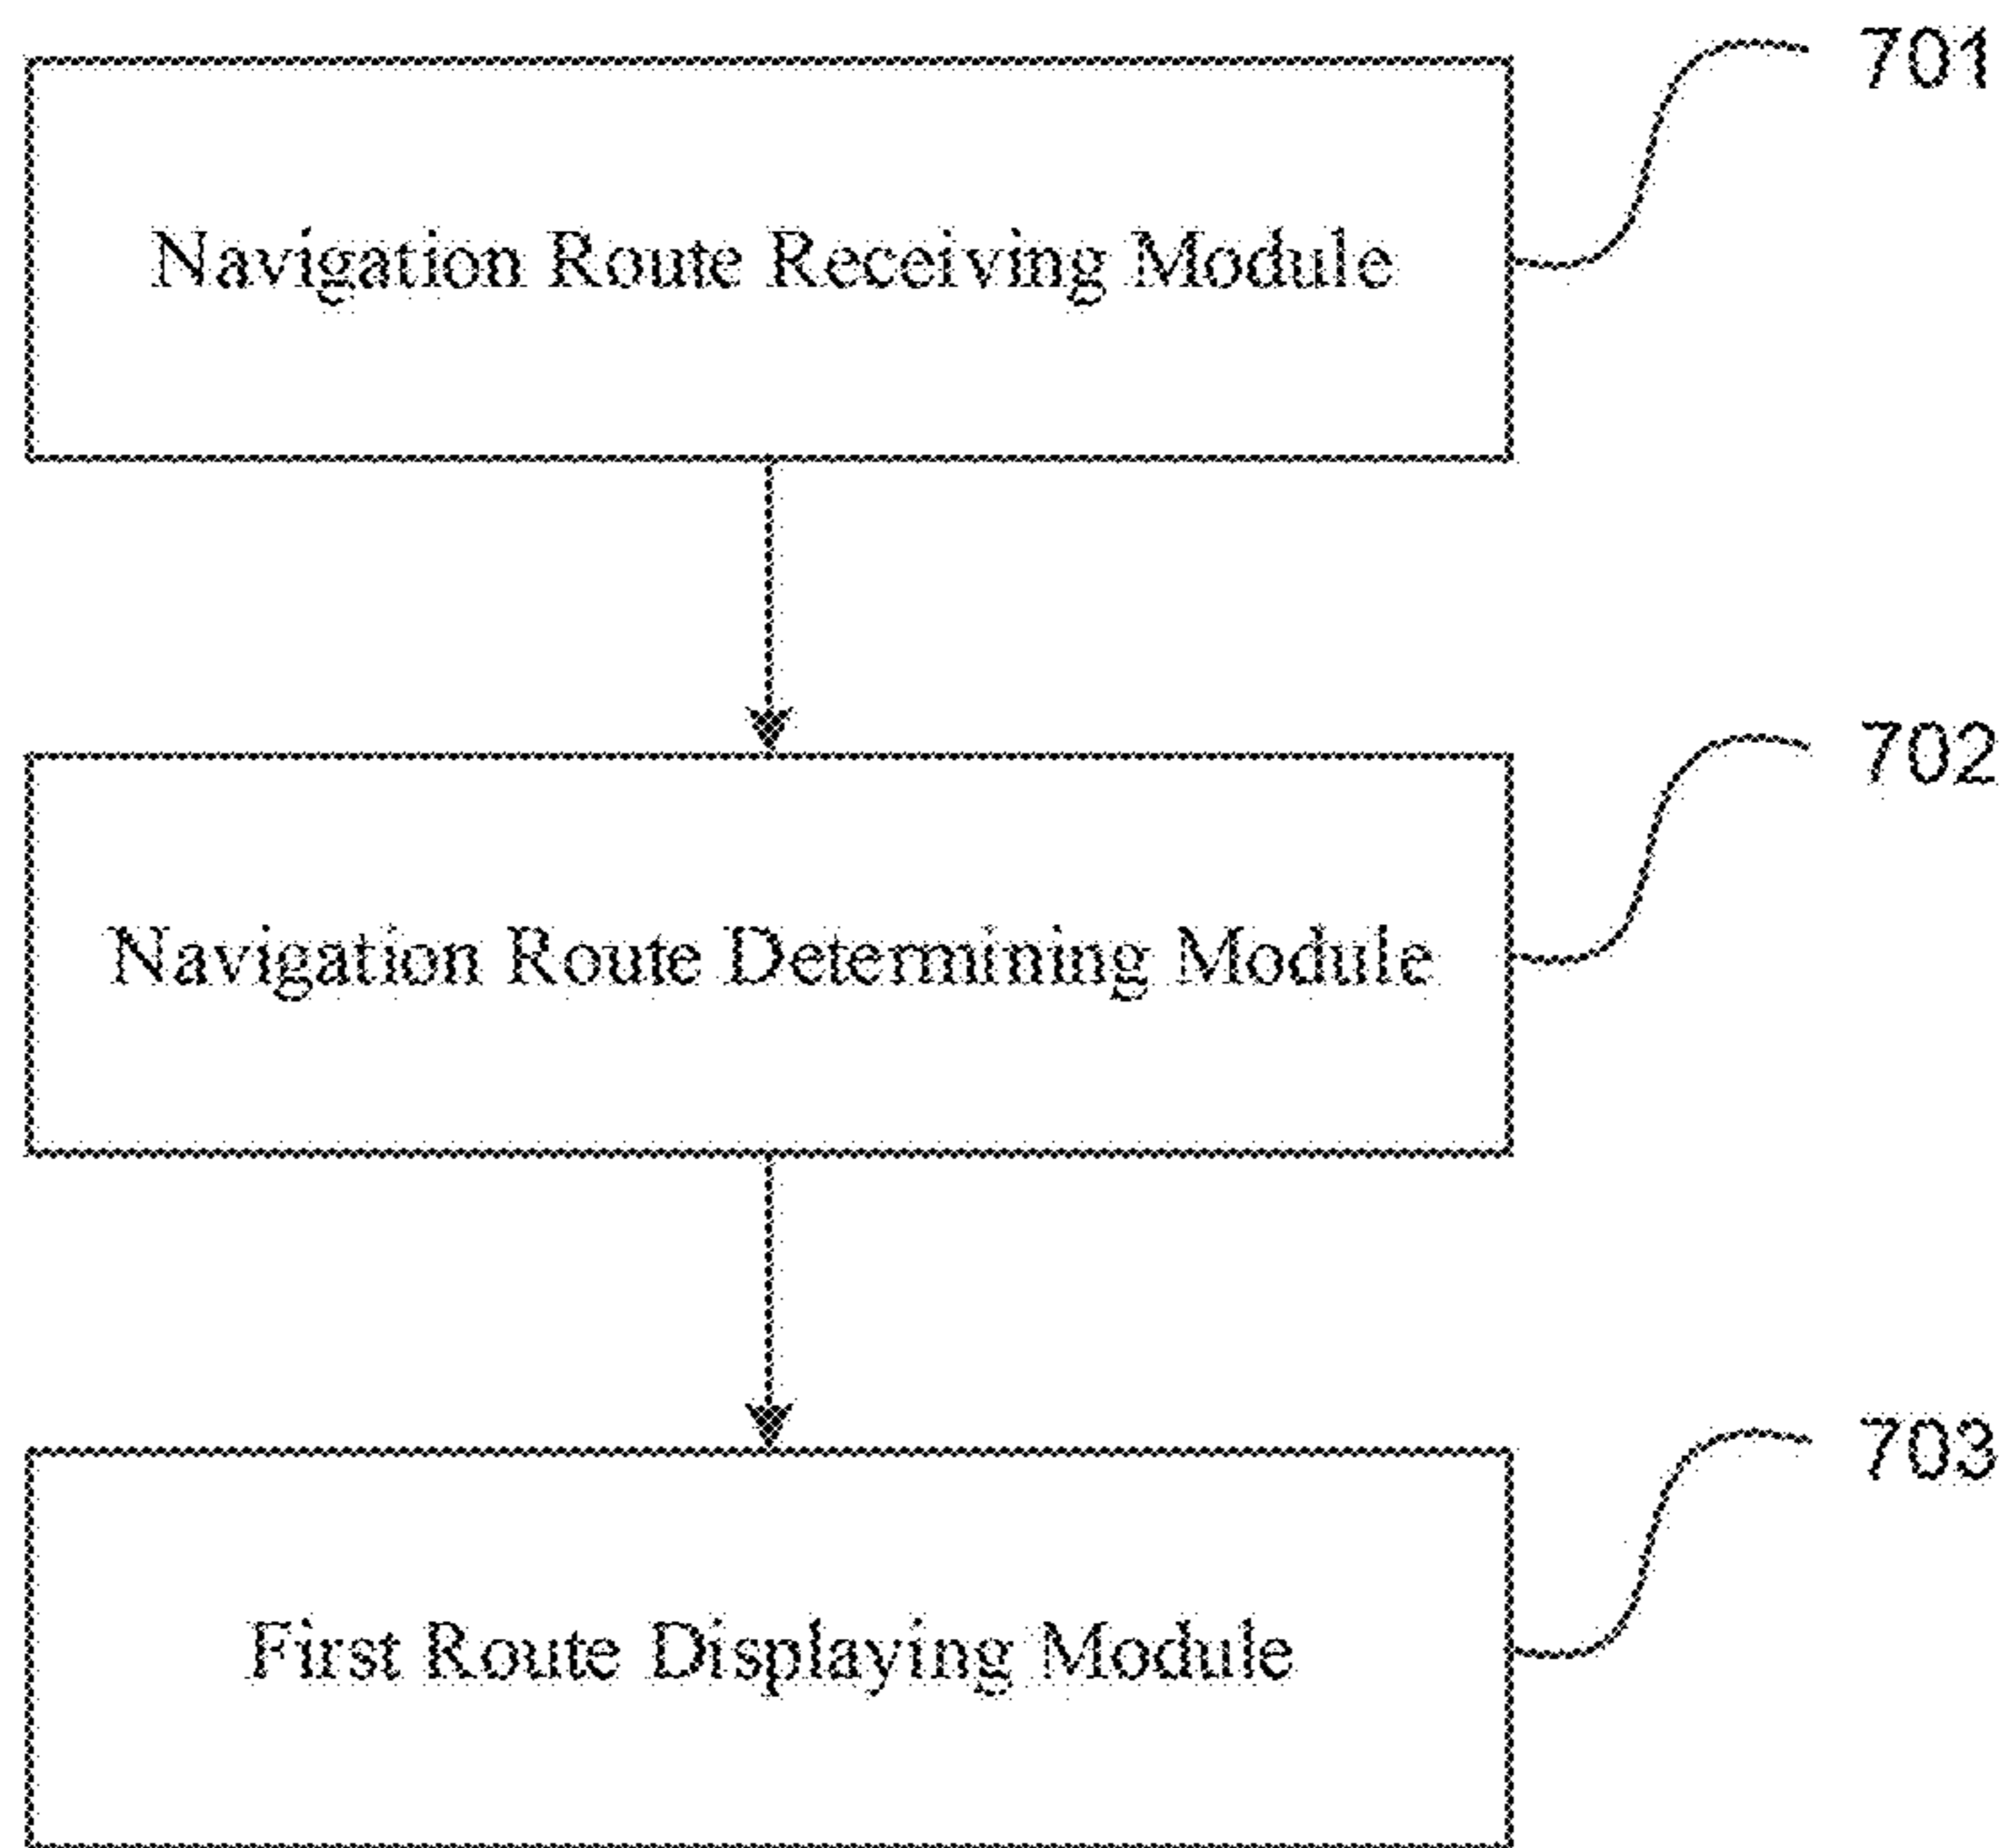 701
Navigation Route Receiving Module
702
Navigation Route Determining Module
703
First Route Displaying Module